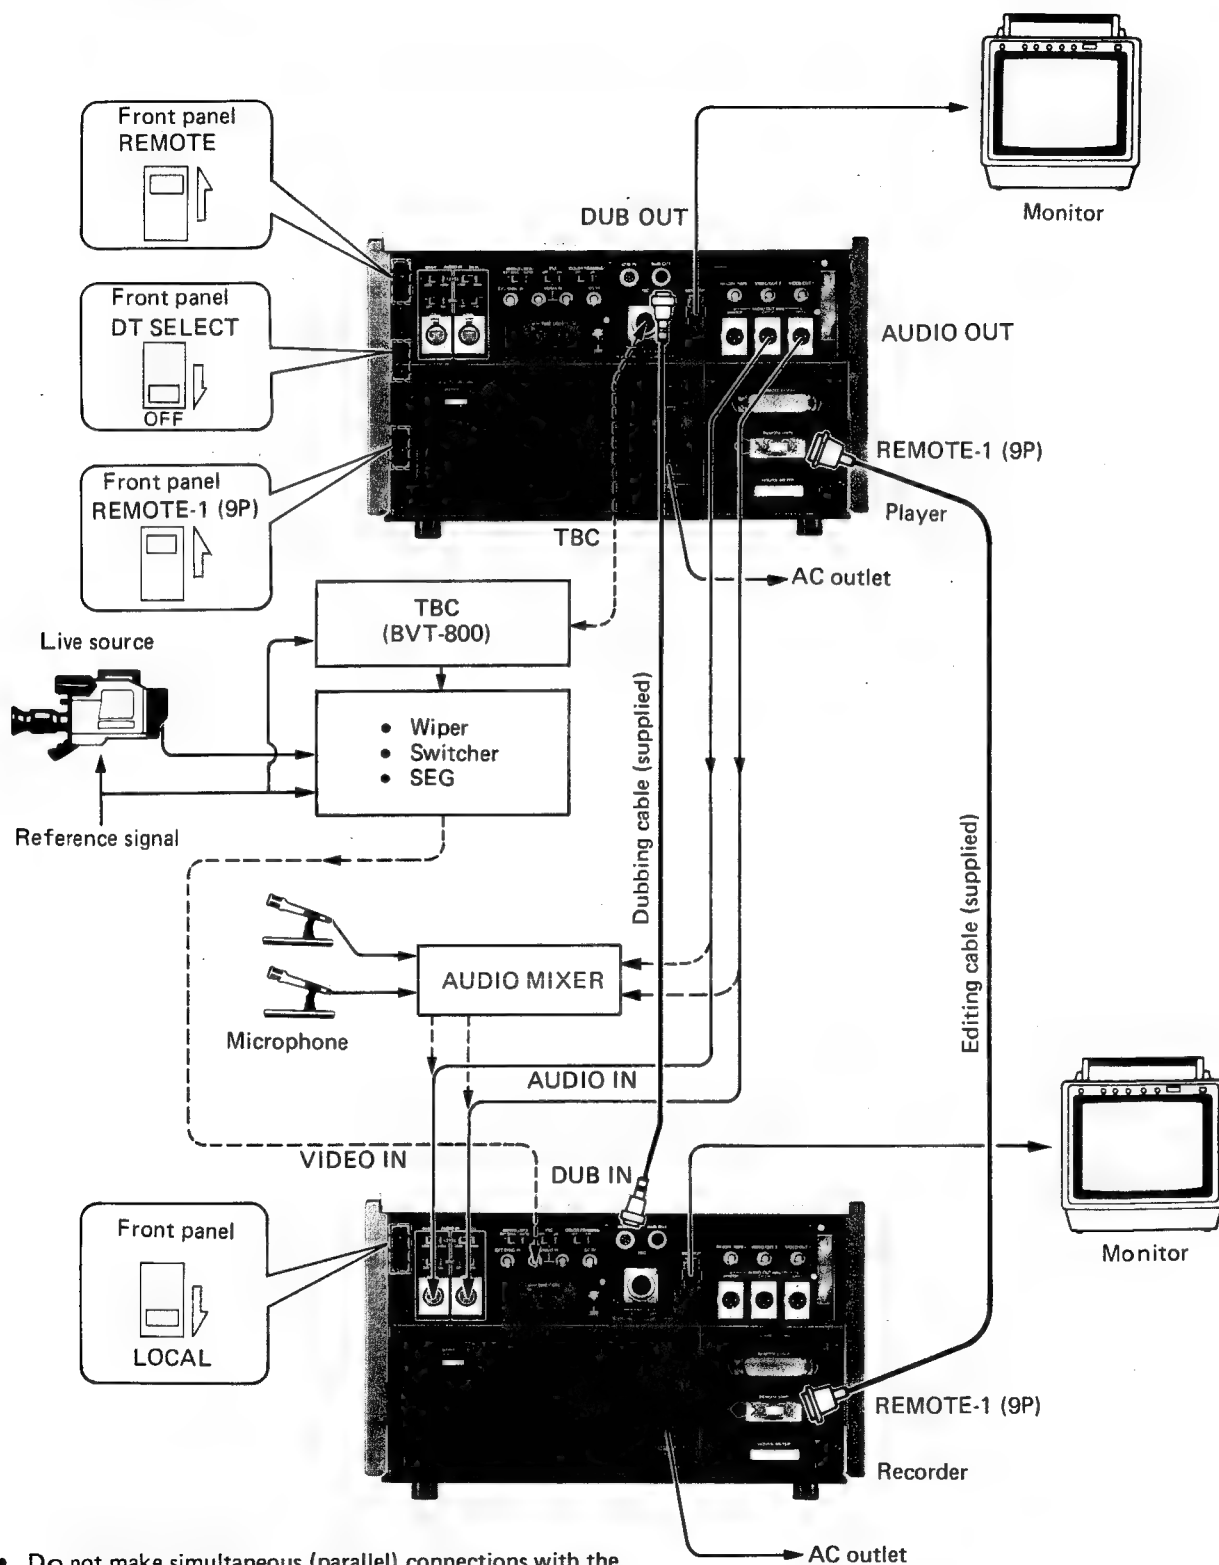 Monitor
Front panel
REMOTE
DUB OUT
Front panel
DT SELECT
OFF
AUDIO OUT
Front panel
REMOTE-1 (9P)
REMOTE-1 (9P)
Player
TBC
AC outlet
TBC
(BVT-800)
Live source
• Wiper
• Switcher
• SEG
Reference signal
Dubbing cable (supplied)
Editing cable (supplied)
AUDIO MIXER
Microphone
AUDIO IN
VIDEO IN
DUB IN
Monitor
Front panel
LOCAL
REMOTE-1 (9P)
Recorder
• Do not make simultaneous (parallel) connections with the
AC outlet